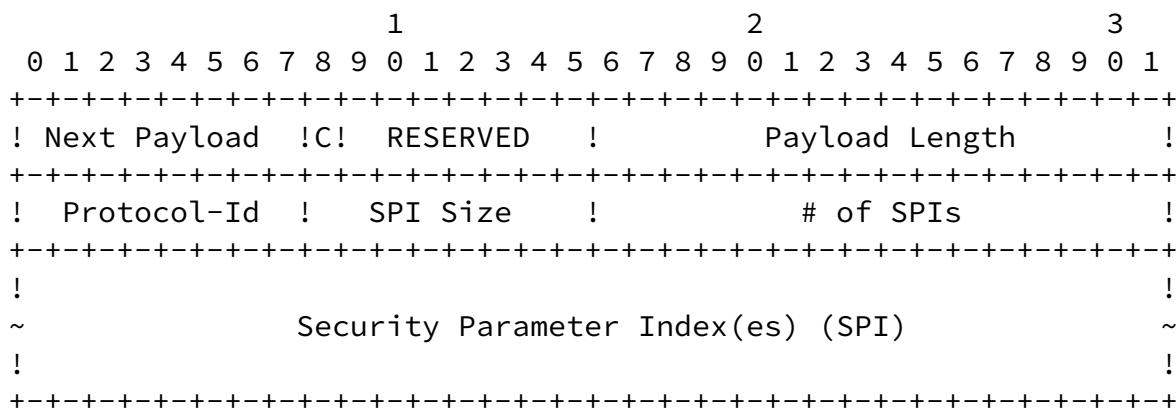 1                   2                   3
 0 1 2 3 4 5 6 7 8 9 0 1 2 3 4 5 6 7 8 9 0 1 2 3 4 5 6 7 8 9 0 1
+-+-+-+-+-+-+-+-+-+-+-+-+-+-+-+-+-+-+-+-+-+-+-+-+-+-+-+-+-+-+-+-+
! Next Payload  !C!  RESERVED   !         Payload Length        !
+-+-+-+-+-+-+-+-+-+-+-+-+-+-+-+-+-+-+-+-+-+-+-+-+-+-+-+-+-+-+-+-+
!  Protocol-Id  !   SPI Size    !           # of SPIs           !
+-+-+-+-+-+-+-+-+-+-+-+-+-+-+-+-+-+-+-+-+-+-+-+-+-+-+-+-+-+-+-+-+
!                                                               !
~               Security Parameter Index(es) (SPI)              ~
!                                                               !
+-+-+-+-+-+-+-+-+-+-+-+-+-+-+-+-+-+-+-+-+-+-+-+-+-+-+-+-+-+-+-+-+